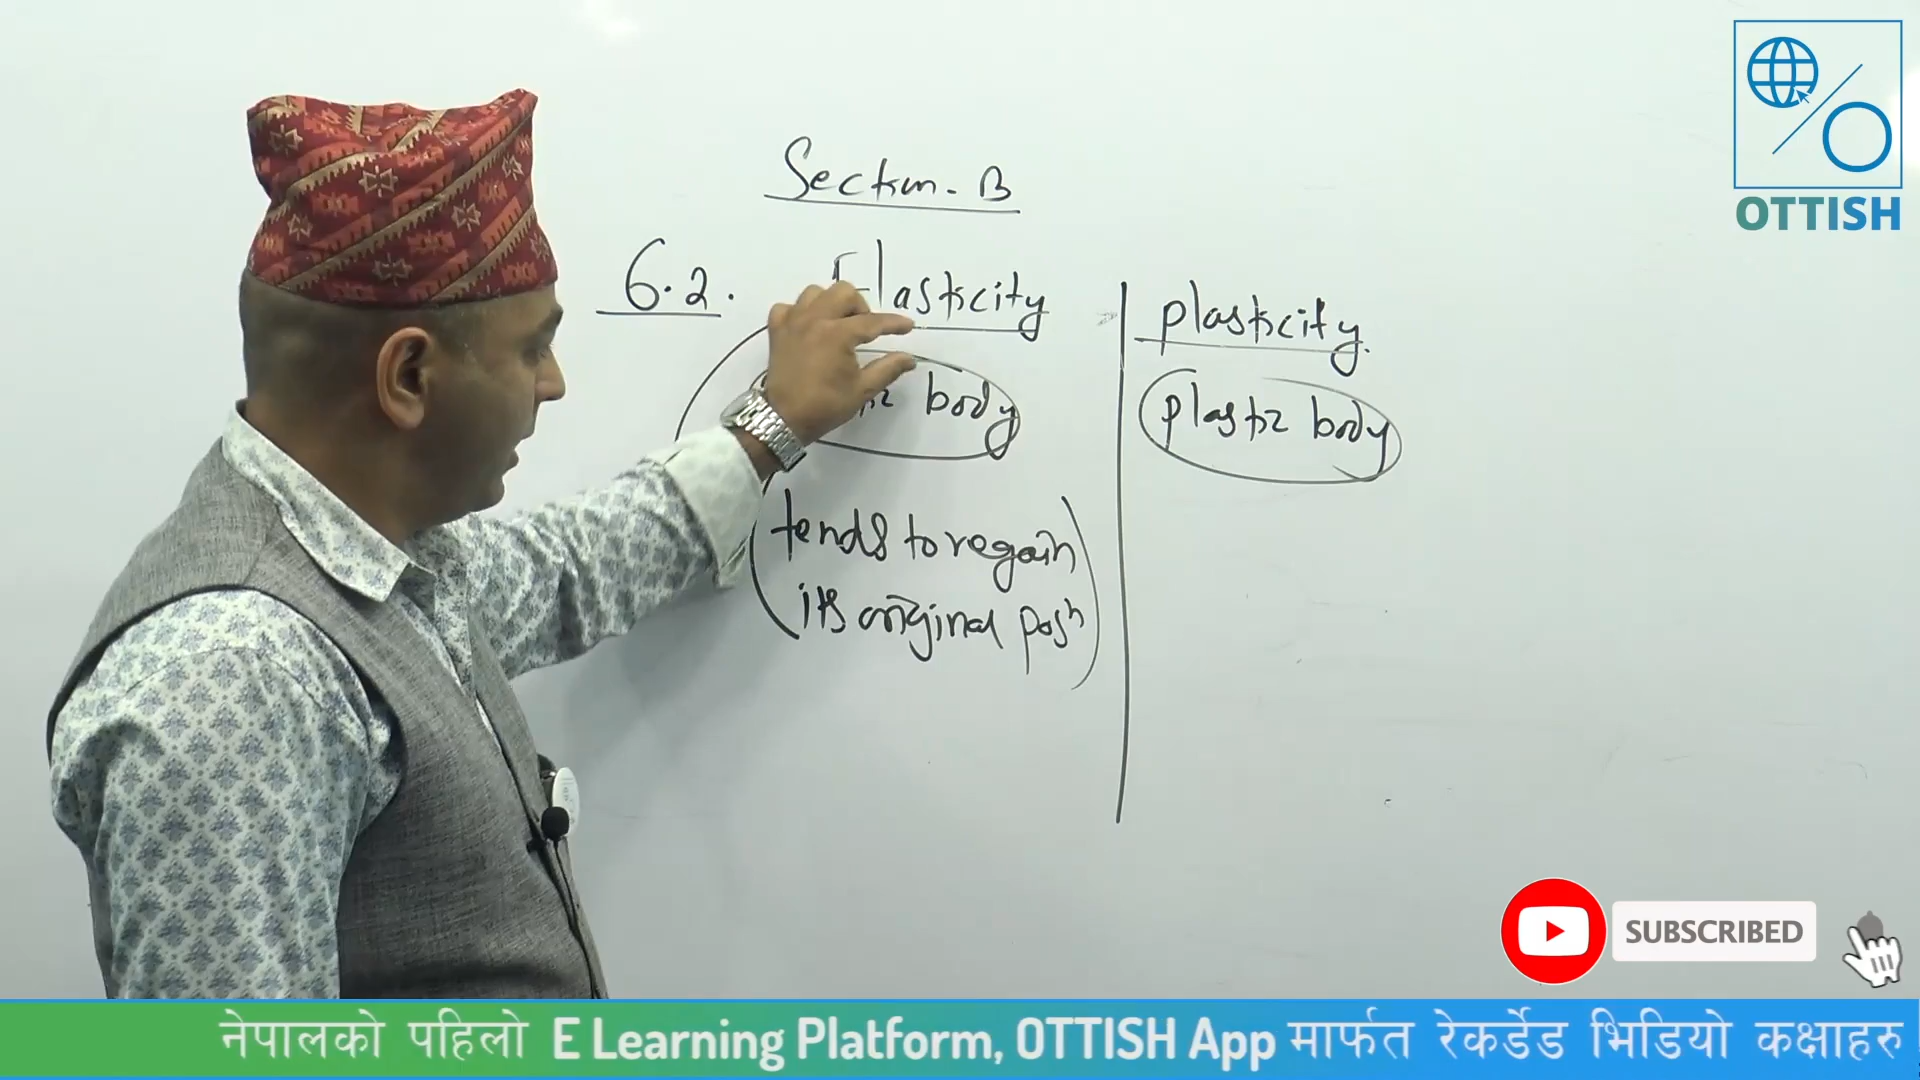 OTTISH
Section-B
6.2. Elasticity
plasticity.
body
plastic body
tends to regain
its original posn
SUBSCRIBED
नेपालको पहिलो E Learning Platform, OTTISH App मार्फत रेकर्डेड भिडियो कक्षाहरु